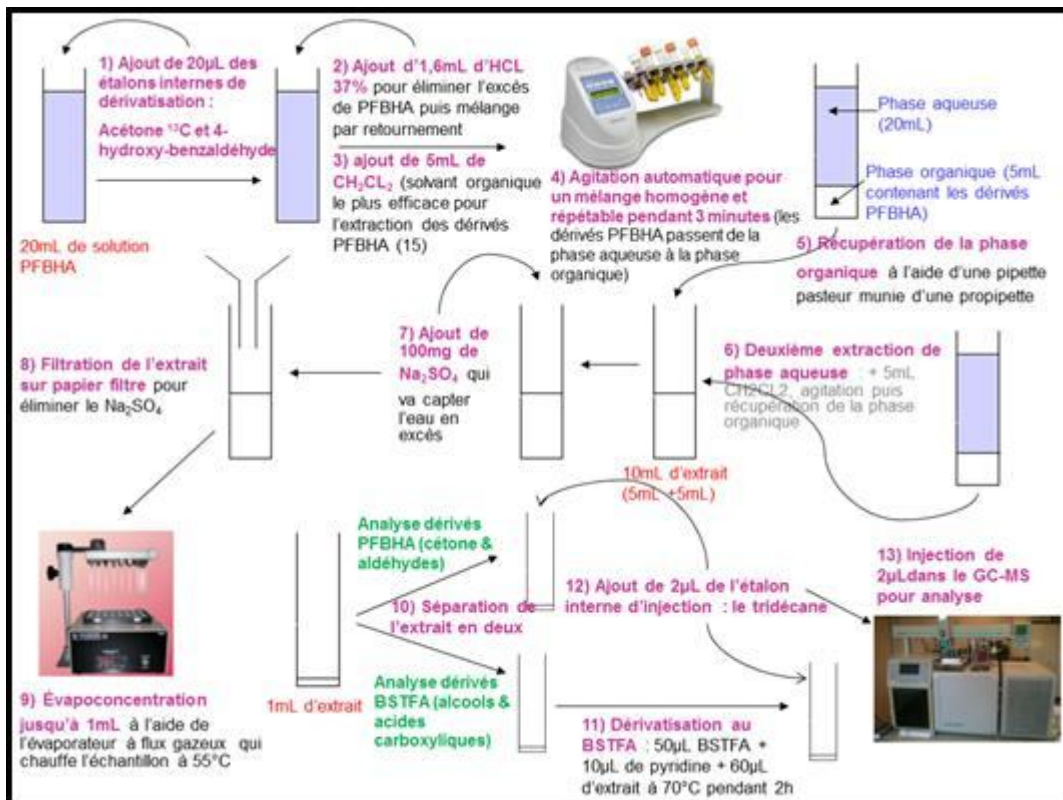 1) Ajout de 20µL des
étalons internes de
dérivatisation :
Acétone ¹³C et 4-
hydroxy-benzaldéhyde
20mL de solution
PFBHA
2) Ajout d'1,6mL d'HCL
37% pour éliminer l'excés
de PFBHA puis mélange
par retournement
3) ajout de 5mL de
CH₂CL₂ (solvant organique
le plus efficace pour
l'extraction des dérivés
PFBHA (15)
4) Agitation automatique pour
un mélange homogène et
répétable pendant 3 minutes (les
dérivés PFBHA passent de la
phase aqueuse à la phase
organique)
Phase aqueuse
(20mL)
Phase organique (5mL
contenant les dérivés
PFBHA)
5) Récupération de la phase
organique à l'aide d'une pipette
pasteur munie d'une propipette
6) Deuxième extraction de
phase aqueuse : + 5mL
CH2CL2, agitation puis
récupération de la phase
organique
10mL d'extrait
(5mL +5mL)
7) Ajout de
100mg de
Na₂SO₄ qui
va capter
l'eau en
excés
8) Filtration de l'extrait
sur papier filtre pour
éliminer le Na₂SO₄
9) Évapoconcentration
jusqu'à 1mL à l'aide de
l'évaporateur à flux gazeux qui
chauffe l'échantillon à 55°C
1mL d'extrait
Analyse dérivés
PFBHA (cétone &
aldéhydes)
10) Séparation de
l'extrait en deux
Analyse dérivés
BSTFA (alcools &
acides
carboxyliques)
11) Dérivatisation au
BSTFA : 50µL BSTFA +
10µL de pyridine + 60µL
d'extrait à 70°C pendant 2h
12) Ajout de 2µL de l'étalon
interne d'injection : le tridécane
13) Injection de
2µLdans le GC-MS
pour analyse